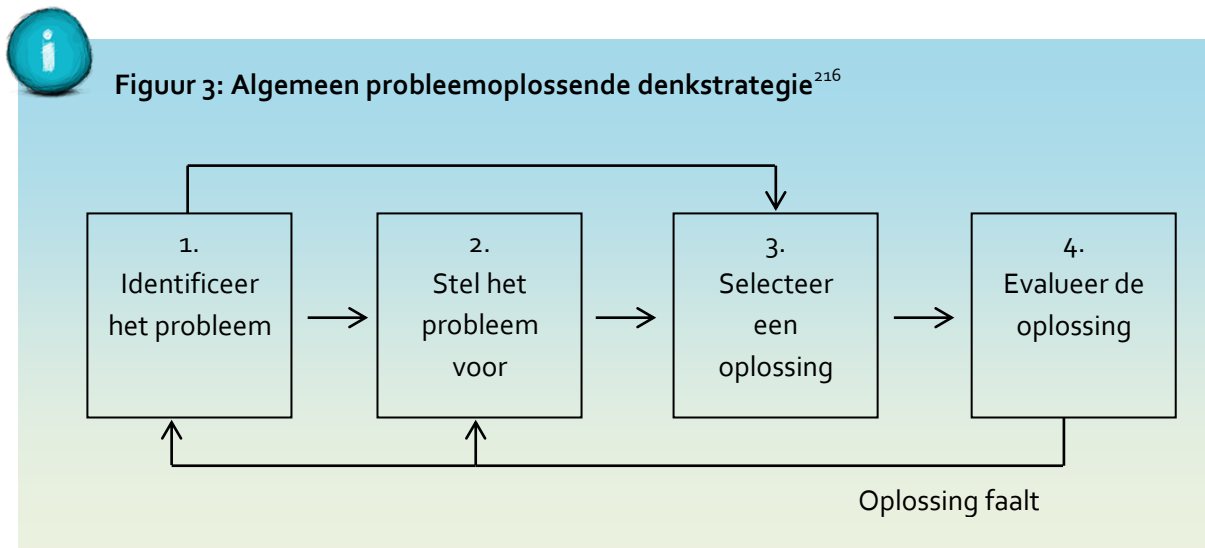 i
Figuur 3: Algemeen probleemoplossende denkstrategie216
1.
Identificeer
het probleem
2.
Stel het
probleem
voor
3.
Selecteer
een
oplossing
4.
Evalueer de
oplossing
Oplossing faalt